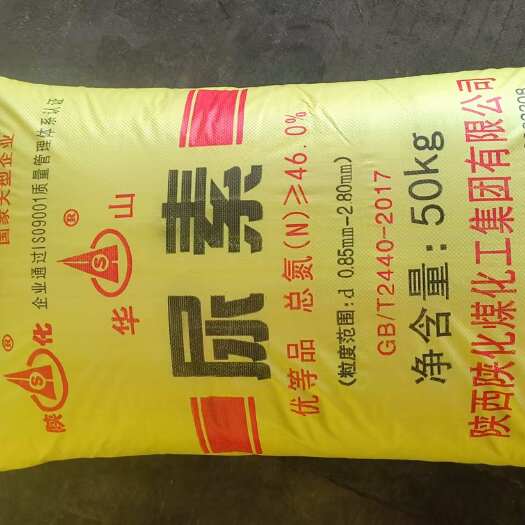 国家大型企业
企业通过ISO9001质量管理体系认证
陕化
华山
尿素
优等品 总氮(N)≥46.0%
(粒度范围:d 0.85mm-2.80mm)
GB/T2440-2017
净含量:50kg
陕西陕化煤化工集团有限公司